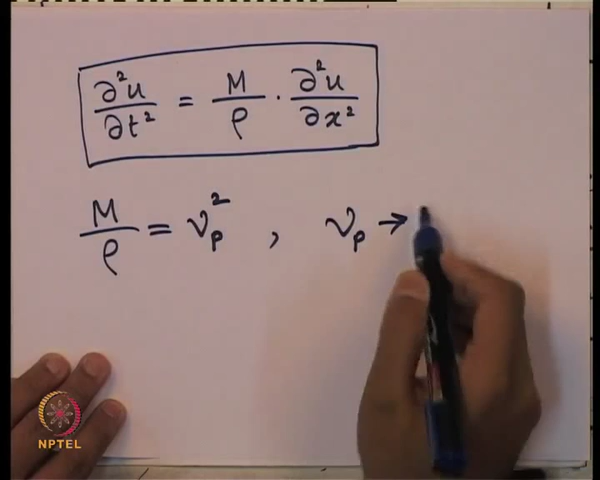 ∂²u/∂t² = M/ρ · ∂²u/∂x²
M/ρ = v_p² , v_p →
NPTEL